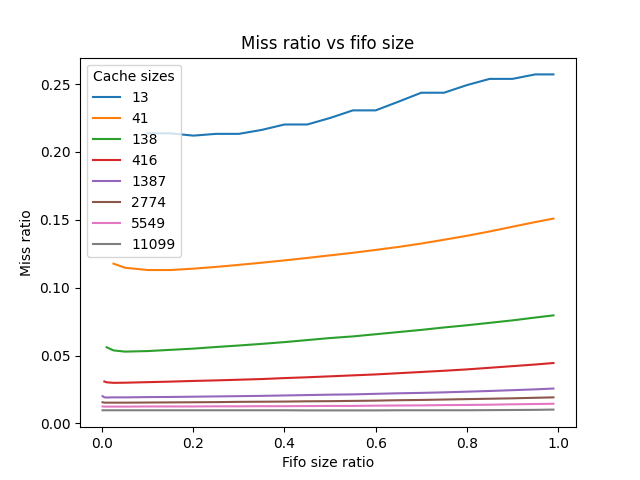 Miss ratio vs fifo size
Cache sizes
13
41
138
416
1387
2774
5549
11099
Miss ratio
0.25
0.20
0.15
0.10
0.05
0.00
0.0 0.2 0.4 0.6 0.8 1.0
Fifo size ratio